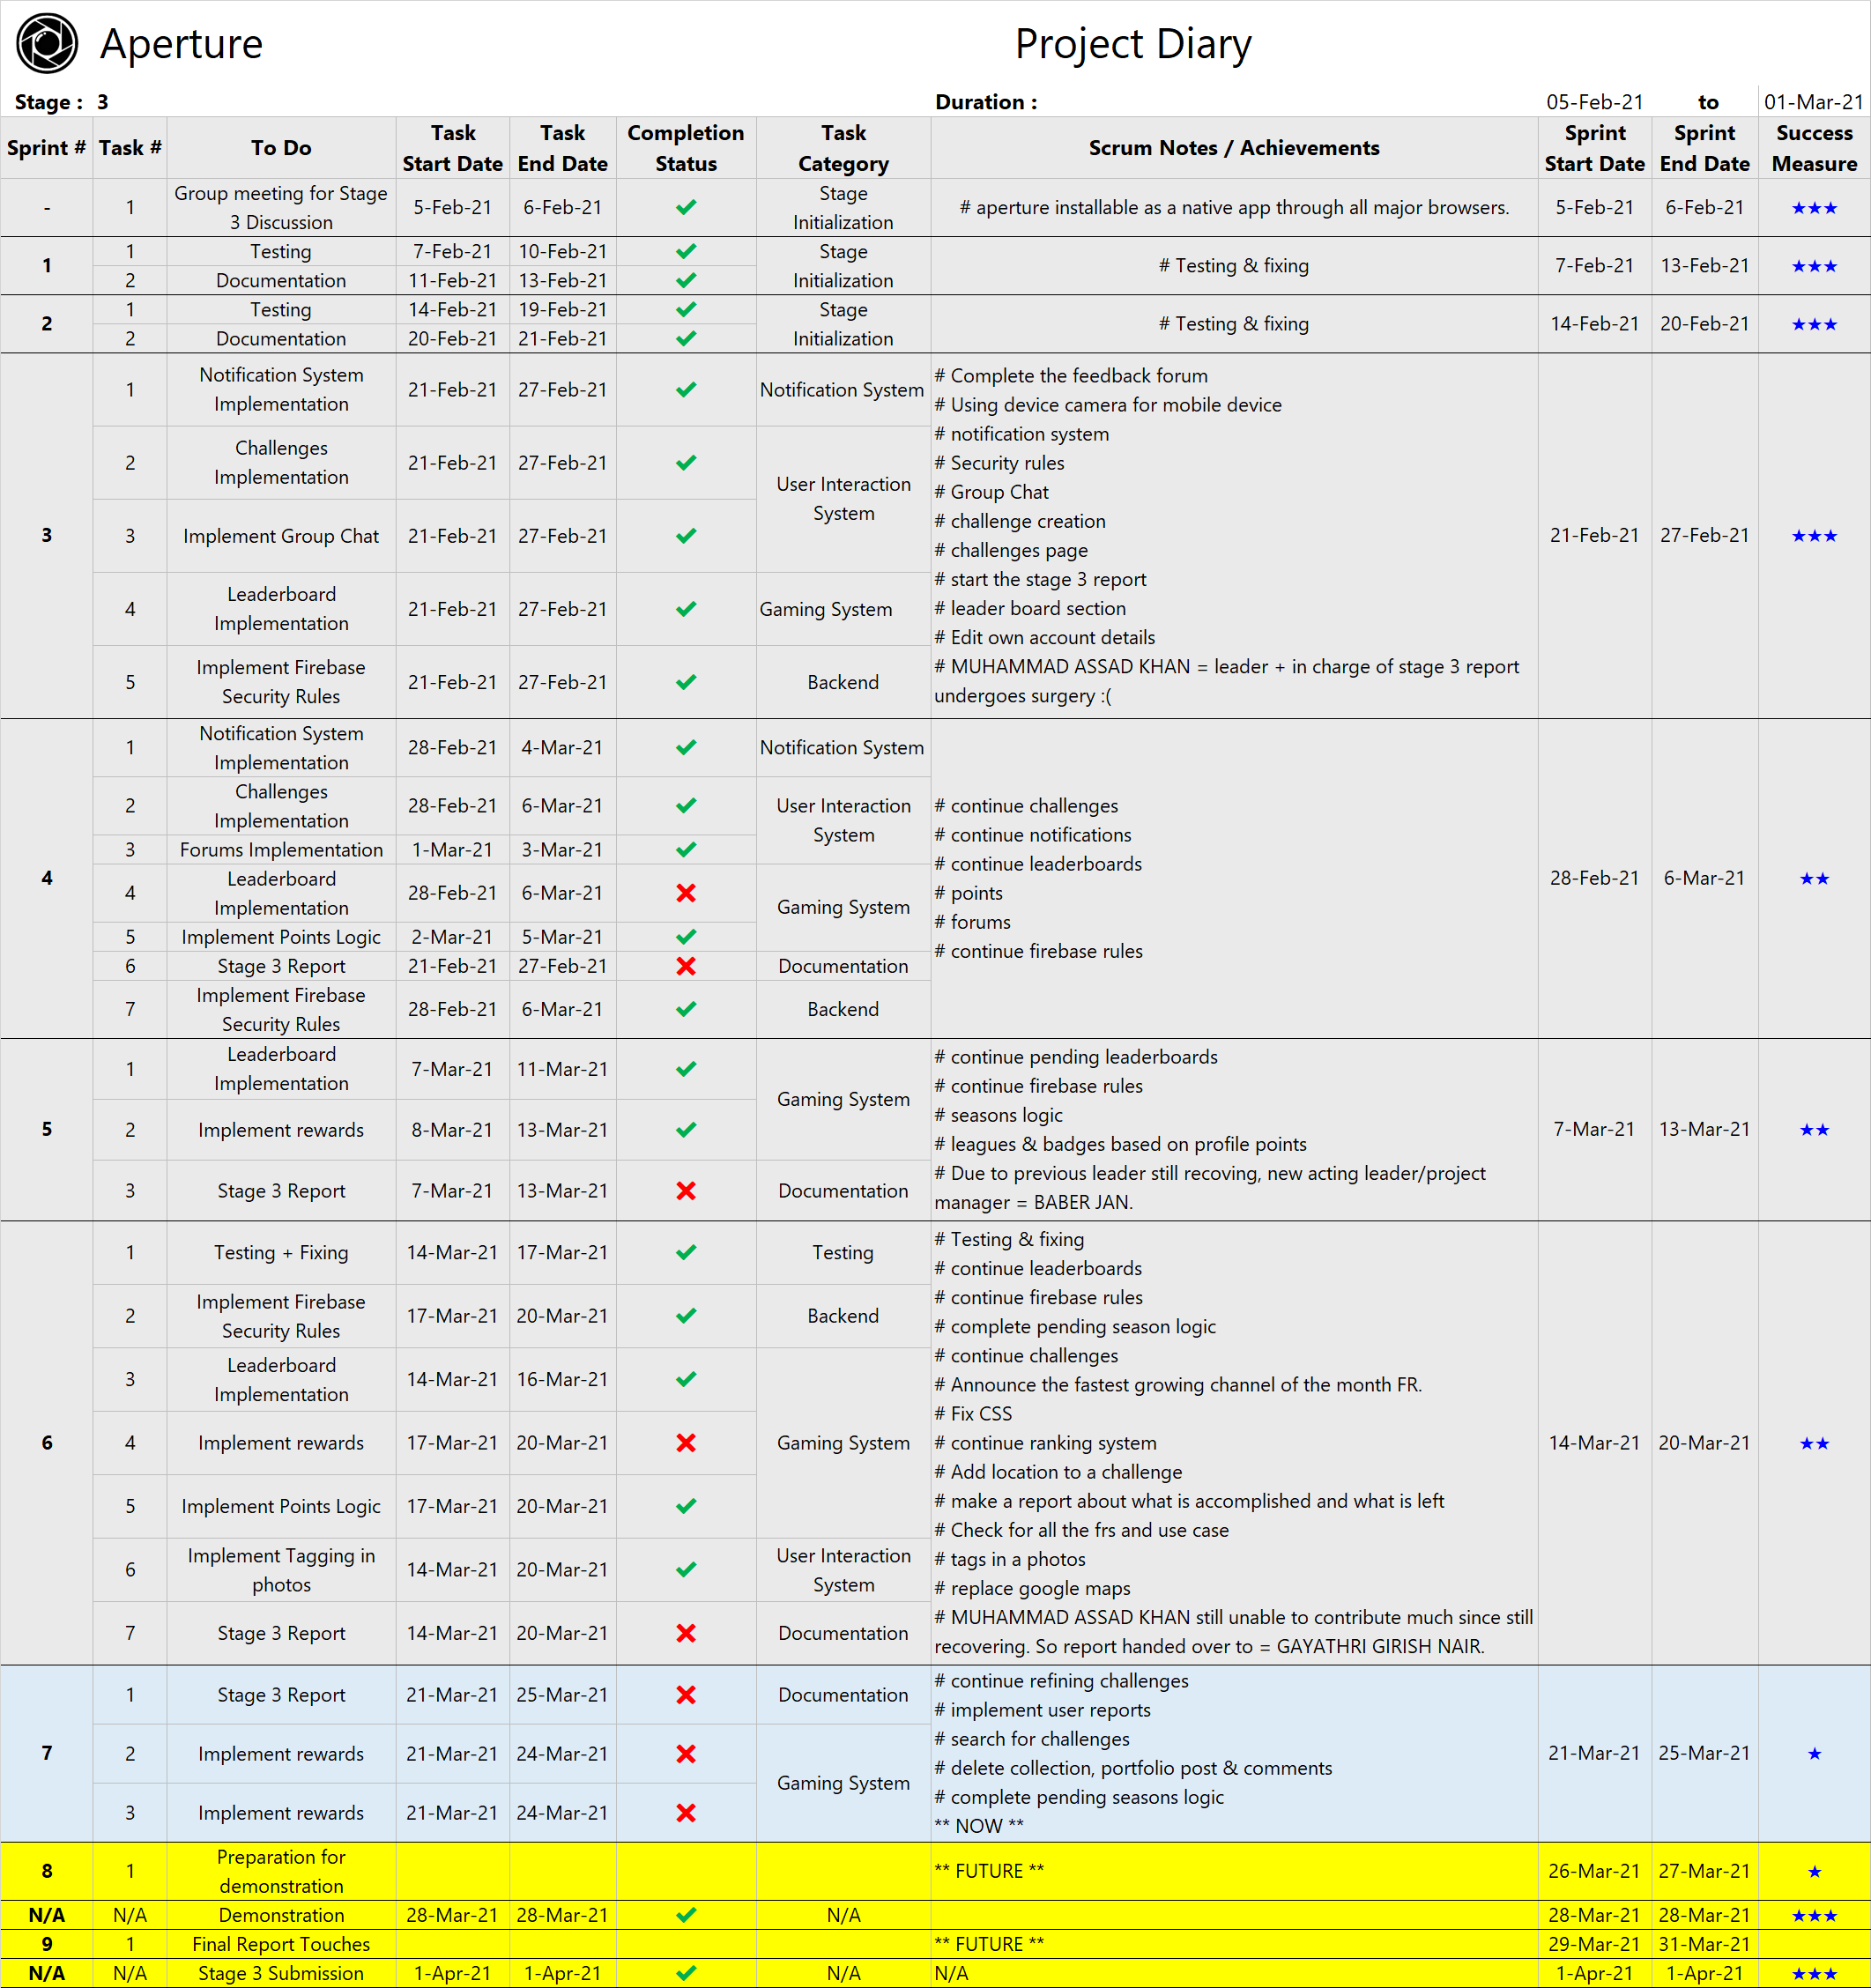 Aperture
Project Diary
Stage : 3
Duration : 05-Feb-21 to 01-Mar-21
Sprint # Task # To Do Task Start Date Task End Date Completion Status Task Category Scrum Notes / Achievements Sprint Start Date Sprint End Date Success Measure
- 1 Group meeting for Stage 3 Discussion 5-Feb-21 6-Feb-21 ✔ Stage Initialization # aperture installable as a native app through all major browsers. 5-Feb-21 6-Feb-21 ★★★
1 1 Testing 7-Feb-21 10-Feb-21 ✔ Stage Initialization # Testing & fixing 7-Feb-21 13-Feb-21 ★★★
2 Documentation 11-Feb-21 13-Feb-21 ✔
2 1 Testing 14-Feb-21 19-Feb-21 ✔ Stage Initialization # Testing & fixing 14-Feb-21 20-Feb-21 ★★★
2 Documentation 20-Feb-21 21-Feb-21 ✔
3 1 Notification System Implementation 21-Feb-21 27-Feb-21 ✔ Notification System
2 Challenges Implementation 21-Feb-21 27-Feb-21 ✔ User Interaction System
3 Implement Group Chat 21-Feb-21 27-Feb-21 ✔
4 Leaderboard Implementation 21-Feb-21 27-Feb-21 ✔ Gaming System
5 Implement Firebase Security Rules 21-Feb-21 27-Feb-21 ✔ Backend
# Complete the feedback forum
# Using device camera for mobile device
# notification system
# Security rules
# Group Chat
# challenge creation
# challenges page
# start the stage 3 report
# leader board section
# Edit own account details
# MUHAMMAD ASSAD KHAN = leader + in charge of stage 3 report
undergoes surgery :(
21-Feb-21 27-Feb-21 ★★★
4 1 Notification System Implementation 28-Feb-21 4-Mar-21 ✔ Notification System
2 Challenges Implementation 28-Feb-21 6-Mar-21 ✔ User Interaction System
3 Forums Implementation 1-Mar-21 3-Mar-21 ✔
4 Leaderboard Implementation 28-Feb-21 6-Mar-21 ✖ Gaming System
5 Implement Points Logic 2-Mar-21 5-Mar-21 ✔
6 Stage 3 Report 21-Feb-21 27-Feb-21 ✖ Documentation
7 Implement Firebase Security Rules 28-Feb-21 6-Mar-21 ✔ Backend
# continue challenges
# continue notifications
# continue leaderboards
# points
# forums
# continue firebase rules
28-Feb-21 6-Mar-21 ★★
5 1 Leaderboard Implementation 7-Mar-21 11-Mar-21 ✔ Gaming System
2 Implement rewards 8-Mar-21 13-Mar-21 ✔
3 Stage 3 Report 7-Mar-21 13-Mar-21 ✖ Documentation
# continue pending leaderboards
# continue firebase rules
# seasons logic
# leagues & badges based on profile points
# Due to previous leader still recoving, new acting leader/project
manager = BABER JAN.
7-Mar-21 13-Mar-21 ★★
6 1 Testing + Fixing 14-Mar-21 17-Mar-21 ✔ Testing
2 Implement Firebase Security Rules 17-Mar-21 20-Mar-21 ✔ Backend
3 Leaderboard Implementation 14-Mar-21 16-Mar-21 ✔ Gaming System
4 Implement rewards 17-Mar-21 20-Mar-21 ✖
5 Implement Points Logic 17-Mar-21 20-Mar-21 ✔
6 Implement Tagging in photos 14-Mar-21 20-Mar-21 ✔ User Interaction System
7 Stage 3 Report 14-Mar-21 20-Mar-21 ✖ Documentation
# Testing & fixing
# continue leaderboards
# continue firebase rules
# complete pending season logic
# continue challenges
# Announce the fastest growing channel of the month FR.
# Fix CSS
# continue ranking system
# Add location to a challenge
# make a report about what is accomplished and what is left
# Check for all the frs and use case
# tags in a photos
# replace google maps
# MUHAMMAD ASSAD KHAN still unable to contribute much since still
recovering. So report handed over to = GAYATHRI GIRISH NAIR.
14-Mar-21 20-Mar-21 ★★
7 1 Stage 3 Report 21-Mar-21 25-Mar-21 ✖ Documentation
2 Implement rewards 21-Mar-21 24-Mar-21 ✖ Gaming System
3 Implement rewards 21-Mar-21 24-Mar-21 ✖
# continue refining challenges
# implement user reports
# search for challenges
# delete collection, portfolio post & comments
# complete pending seasons logic
** NOW **
21-Mar-21 25-Mar-21 ★
8 1 Preparation for demonstration ** FUTURE ** 26-Mar-21 27-Mar-21 ★
N/A N/A Demonstration 28-Mar-21 28-Mar-21 ✔ N/A 28-Mar-21 28-Mar-21 ★★★
9 1 Final Report Touches ** FUTURE ** 29-Mar-21 31-Mar-21
N/A N/A Stage 3 Submission 1-Apr-21 1-Apr-21 ✔ N/A N/A 1-Apr-21 1-Apr-21 ★★★